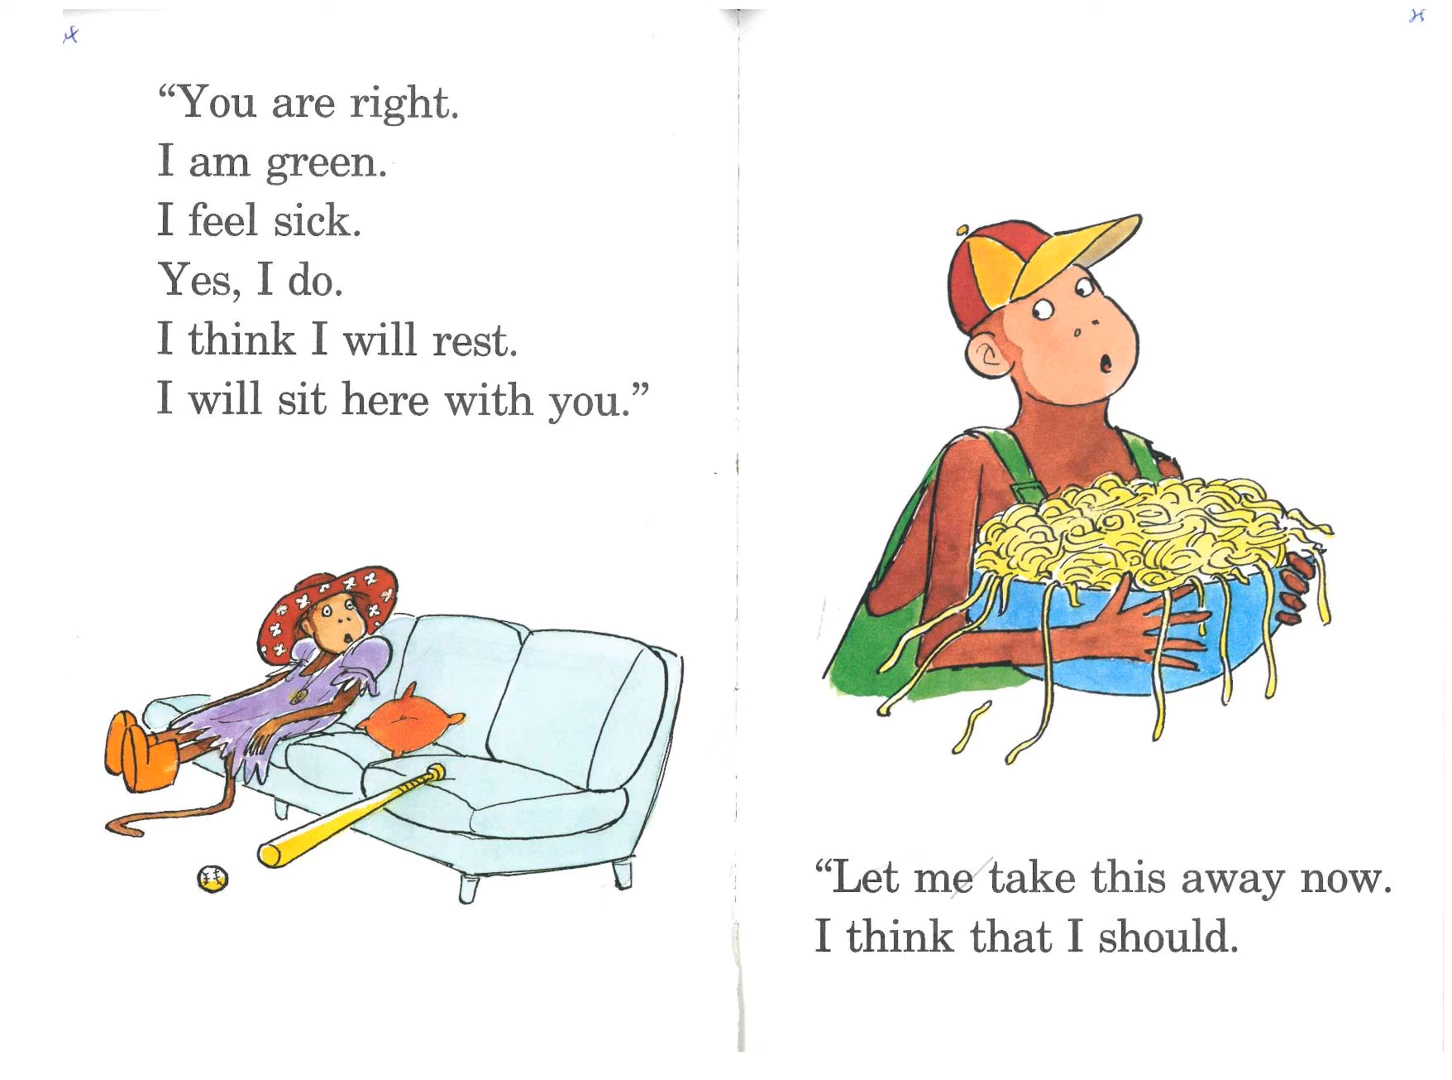 “You are right.
I am green.
I feel sick.
Yes, I do.
I think I will rest.
I will sit here with you.”
“Let me take this away now.
I think that I should.